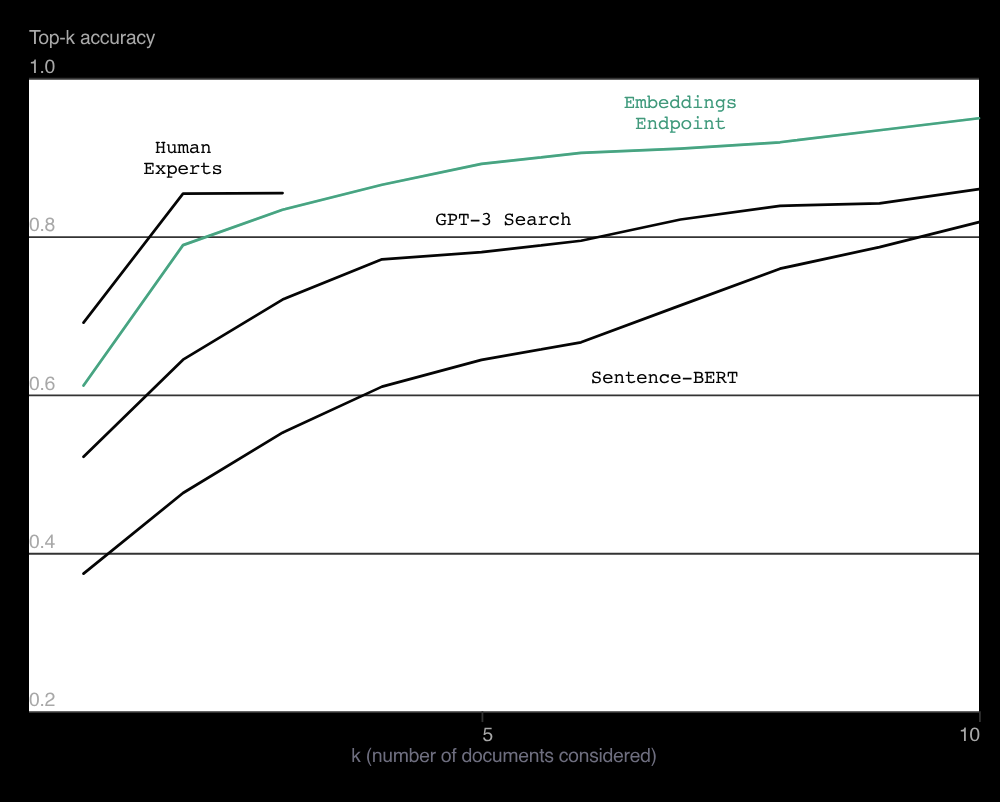 Top-k accuracy
1.0
Embeddings
Endpoint
Human
Experts
0.8
GPT-3 Search
0.6
Sentence-BERT
0.4
0.2
5
10
k (number of documents considered)